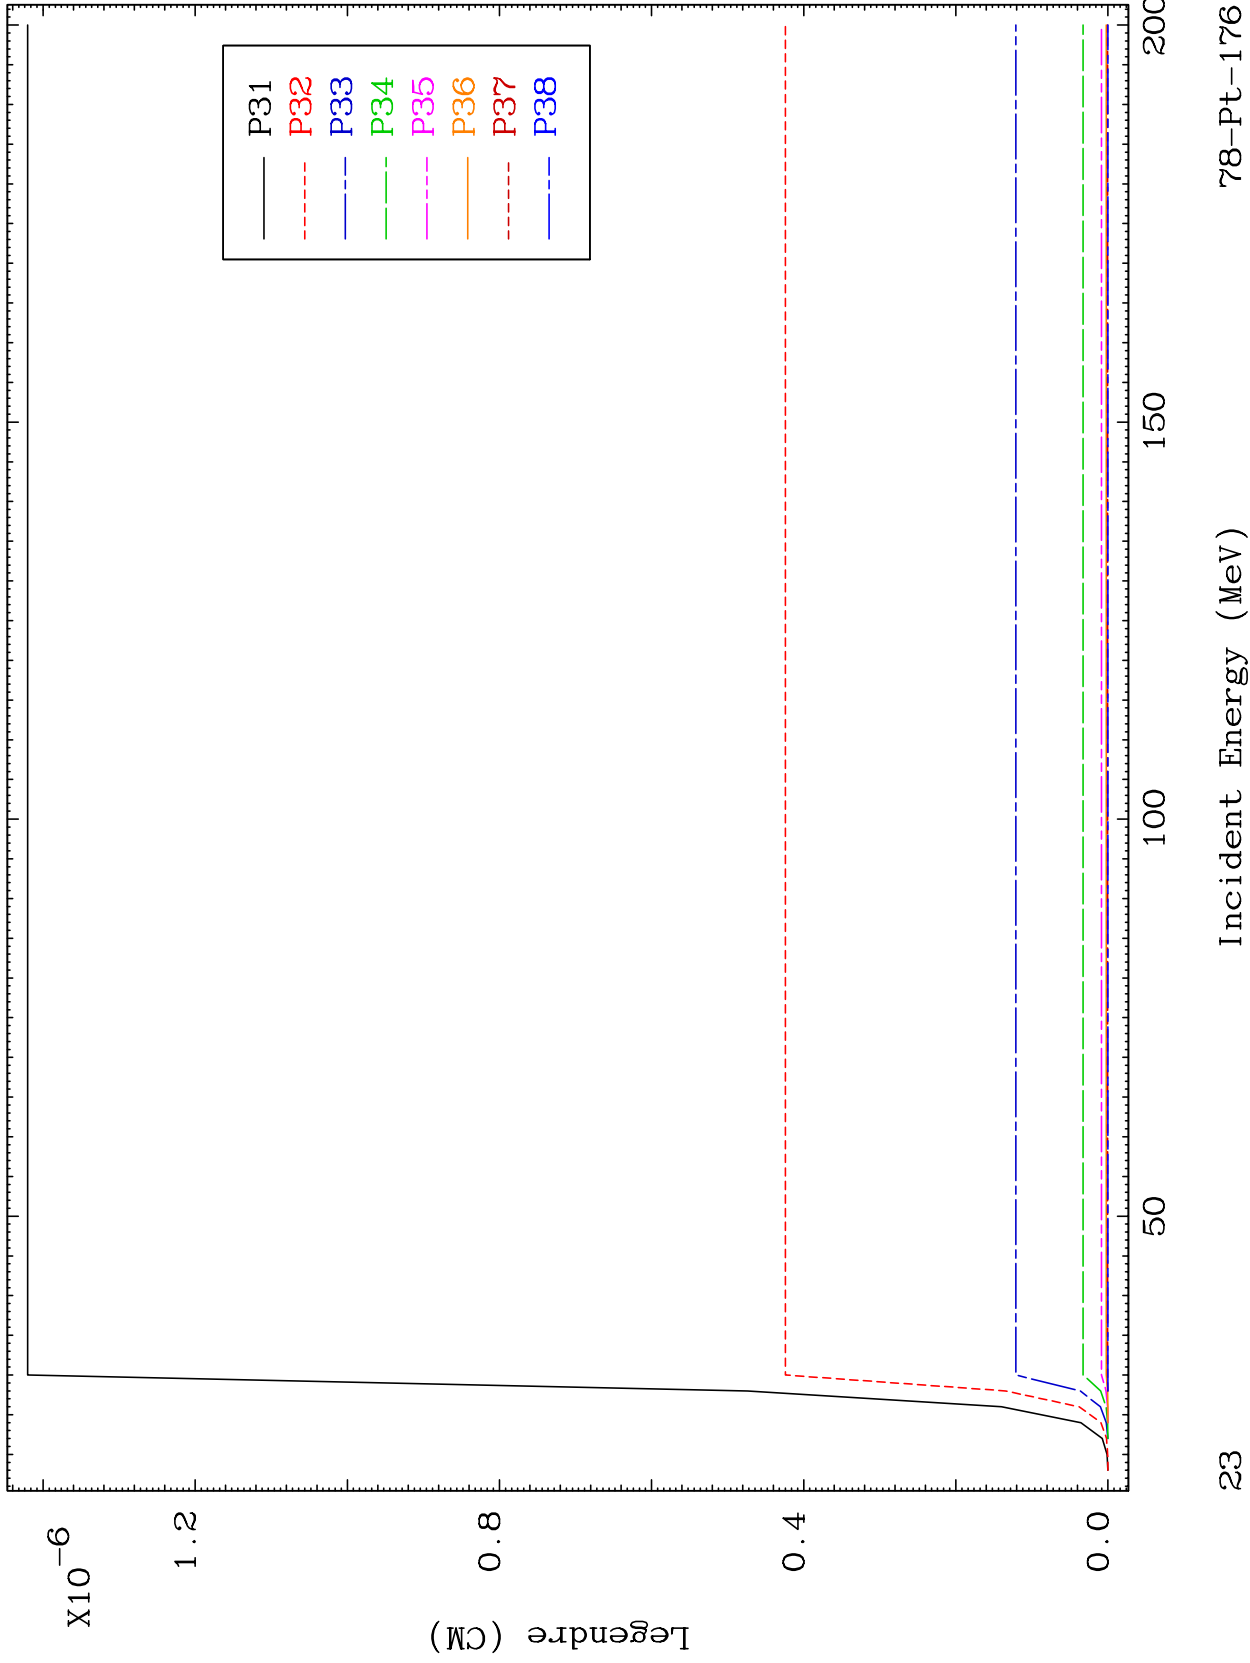 X10-6
1.2
0.8
0.4
0.0
Legendre (CM)
P31
P32
P33
P34
P35
P36
P37
P38
50
100
150
200
Incident Energy (MeV)
23
78-Pt-176